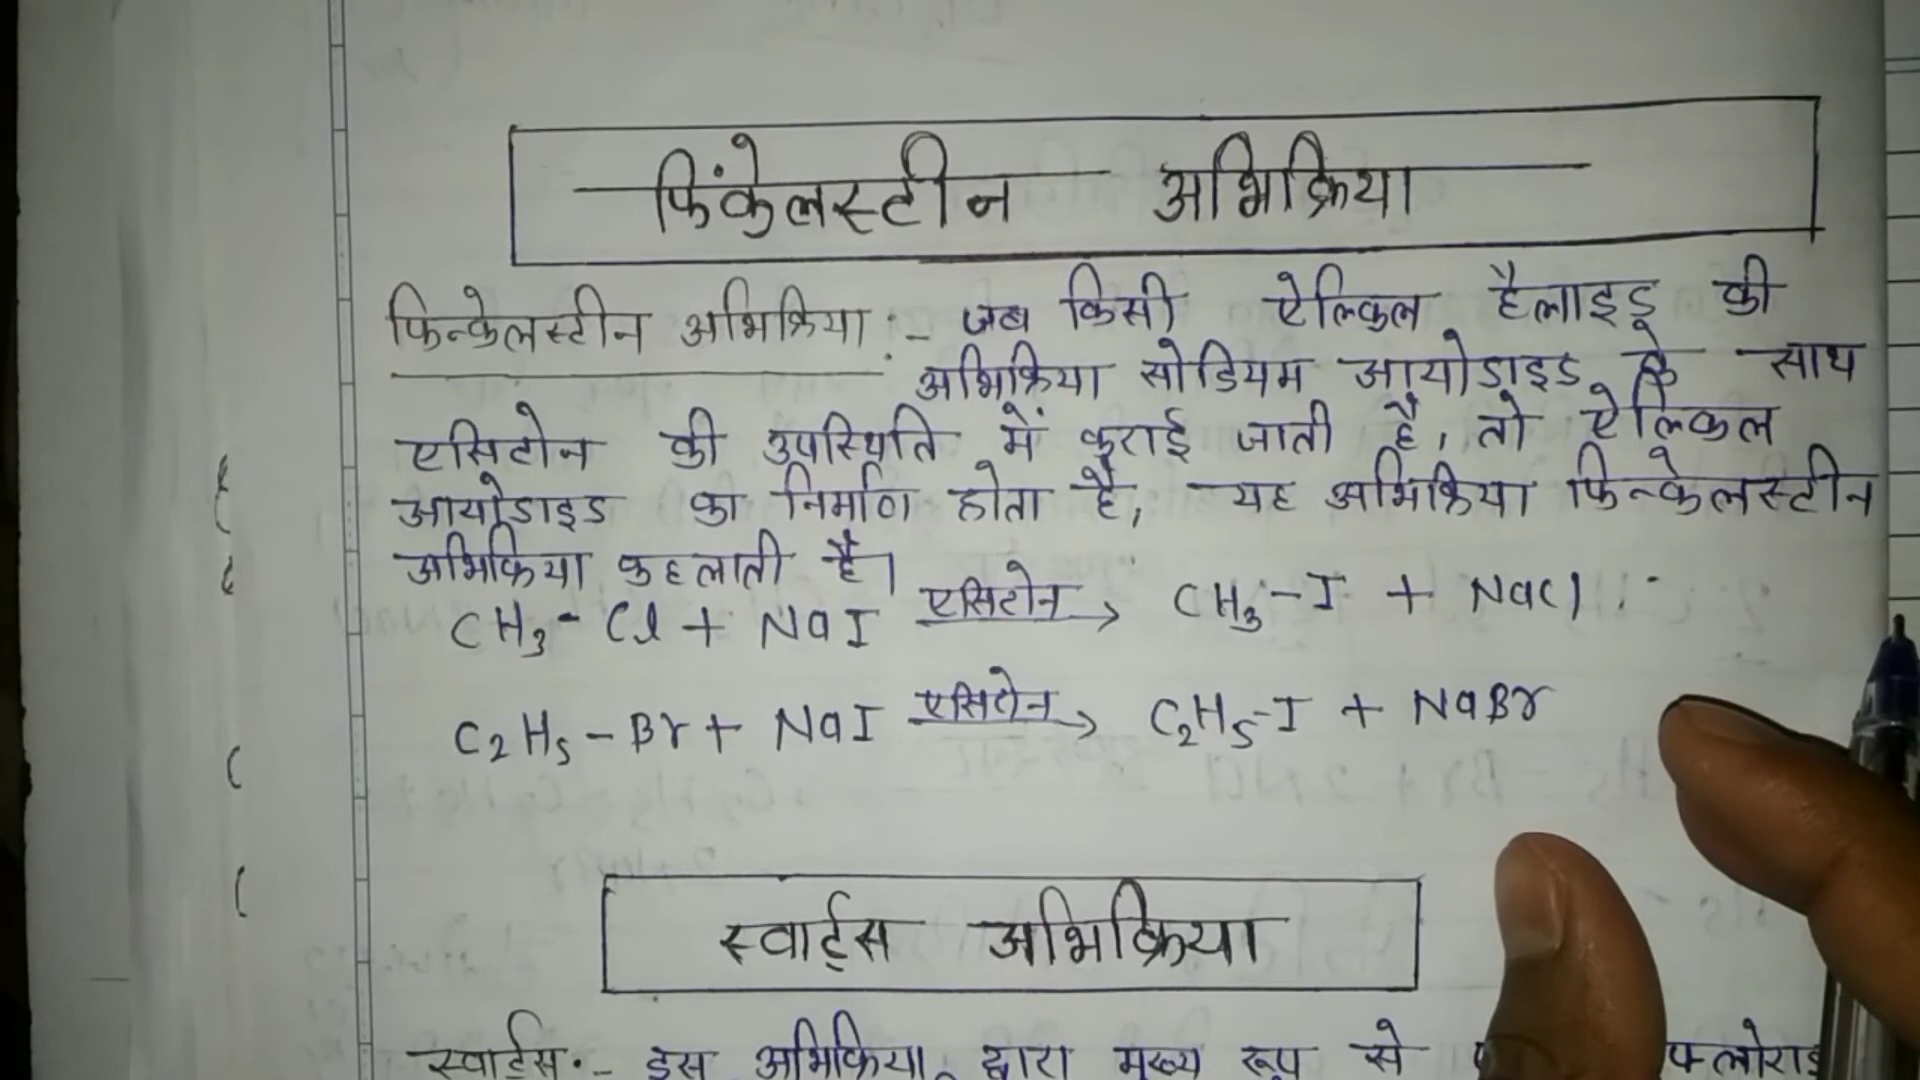 फिंकेलस्टीन अभिक्रिया
फिन्केलस्टीन अभिक्रिया :- जब किसी ऐल्किल हैलाइड की
अभिक्रिया सोडियम आयोडाइड के साथ
एसिटोन की उपस्थिति में कराई जाती है, तो ऐल्किल
आयोडाइड का निर्माण होता है, यह अभिक्रिया फिन्केलस्टीन
अभिक्रिया कहलाती है।
CH₃-Cl + NaI एसिटोन → CH₃-I + NaCl
C₂H₅-Br + NaI एसिटोन → C₂H₅-I + NaBr
स्वार्ट्स अभिक्रिया
स्वार्ट्स:- इस अभिक्रिया द्वारा मुख्य रूप से